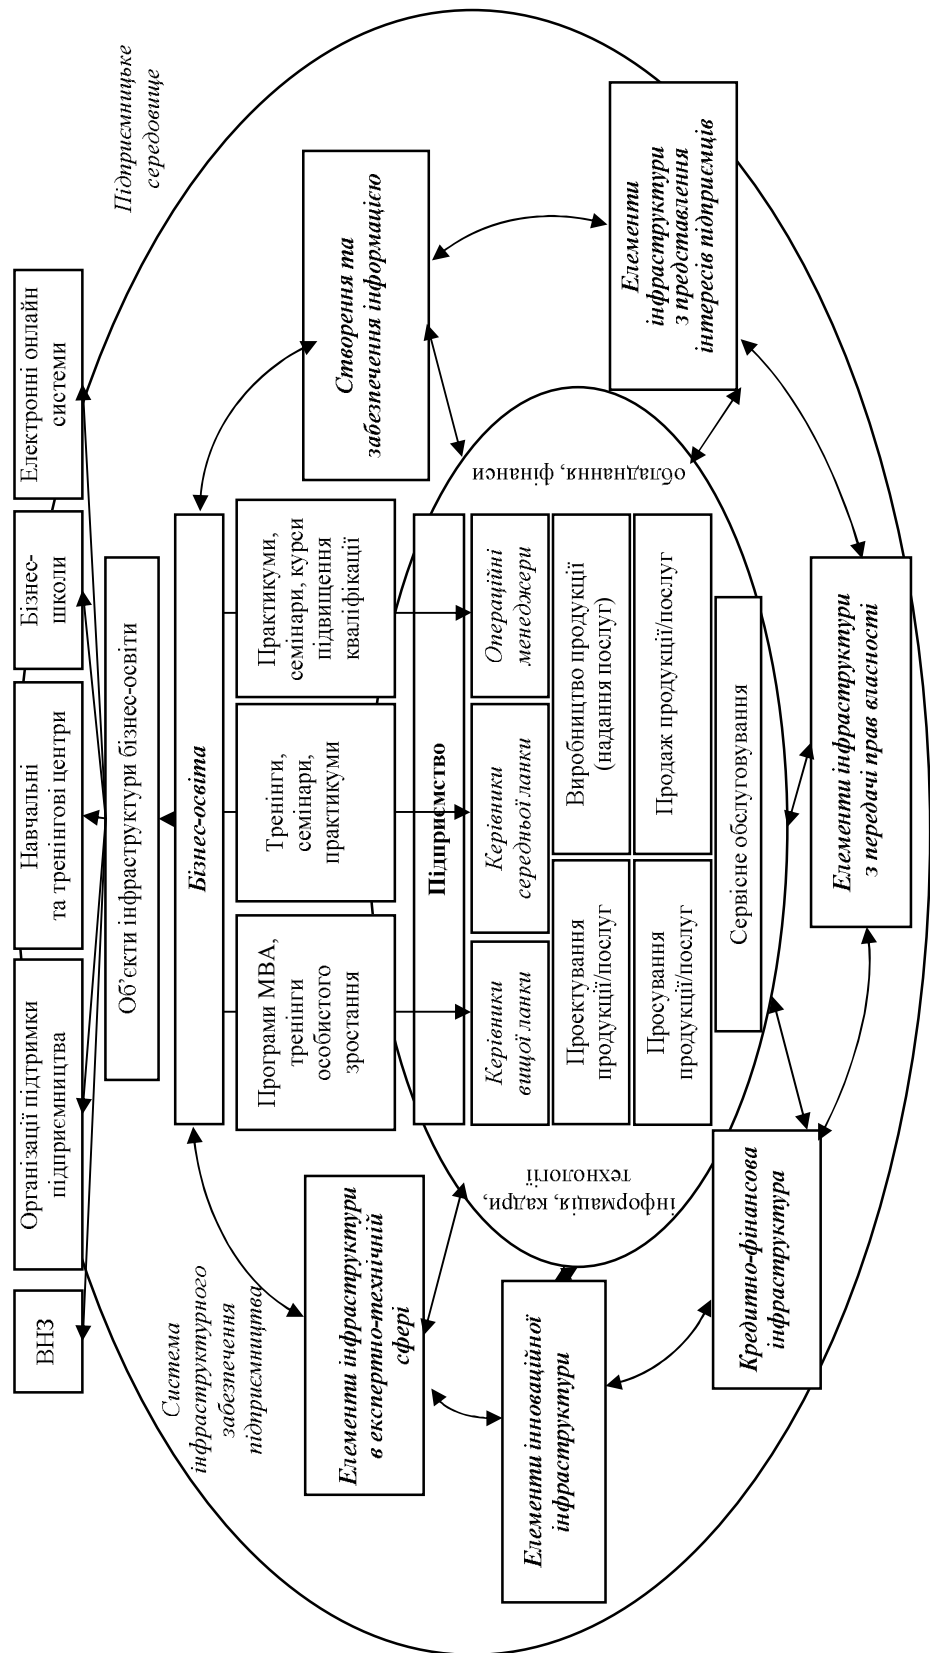 ВНЗ
Організації підтримки
підприємництва
Навчальні
та тренінгові центри
Бізнес-
школи
Електронні онлайн
системи
Підприємницьке
середовище
Об’єкти інфраструктури бізнес-освіти
Система
інфраструктурного
забезпечення
підприємництва
Бізнес-освіта
Програми МВА,
тренінги
особистого
зростання
Тренінги,
семінари,
практикуми
Практикуми,
семінари, курси
підвищення
кваліфікації
Елементи інфраструктури
в експертно-технічній
сфері
Створення та
забезпечення інформацією
Підприємство
Керівники
вищої ланки
Керівники
середньої ланки
Операційні
менеджери
інформація, кадри,
технології
обладнання, фінанси
Проектування
продукції/послуг
Виробництво продукції
(надання послуг)
Просування
продукції/послуг
Продаж продукції/послуг
Сервісне обслуговування
Елементи інноваційної
інфраструктури
Елементи
інфраструктури
з представлення
інтересів підприємців
Кредитно-фінансова
інфраструктура
Елементи інфраструктури
з передачі прав власності